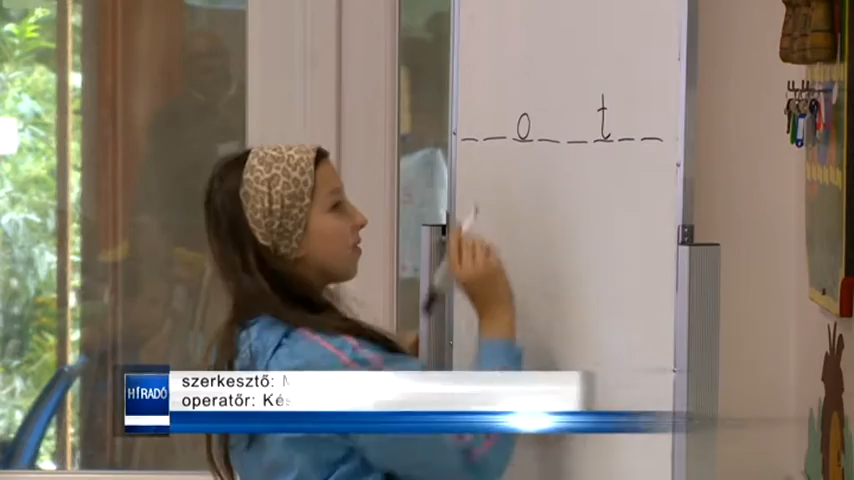 _ _ o _ _ t _ _
HÍRADÓ
szerkesztő:
operatőr: